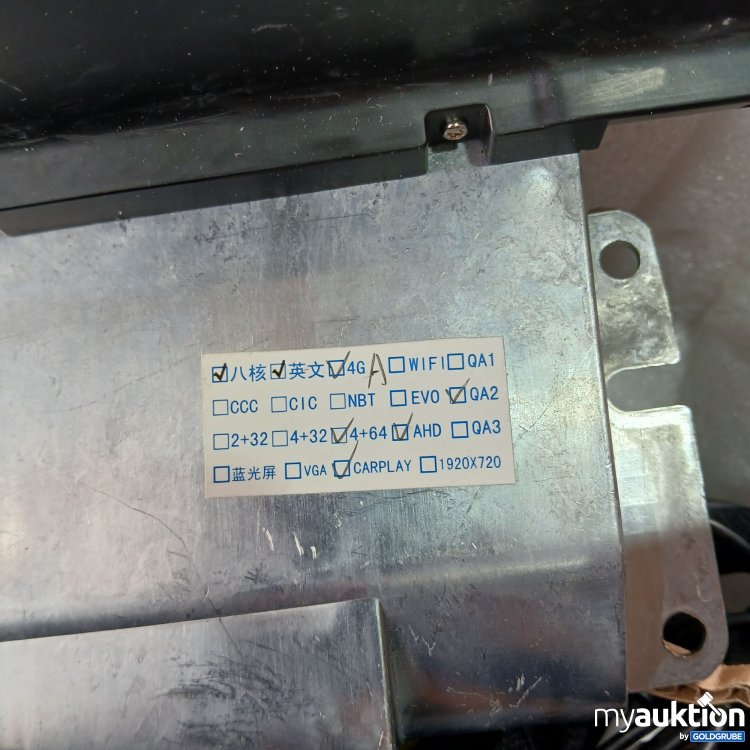 ☑八核 ☑英文 ☑4G A ☐WIFI ☐QA1
☐CCC ☐CIC ☐NBT ☐EVO ☑QA2
☐2+32 ☐4+32 ☑4+64 ☑AHD ☐QA3
☐蓝光屏 ☐VGA ☑CARPLAY ☐1920X720
myauktion
by GOLDGRUBE